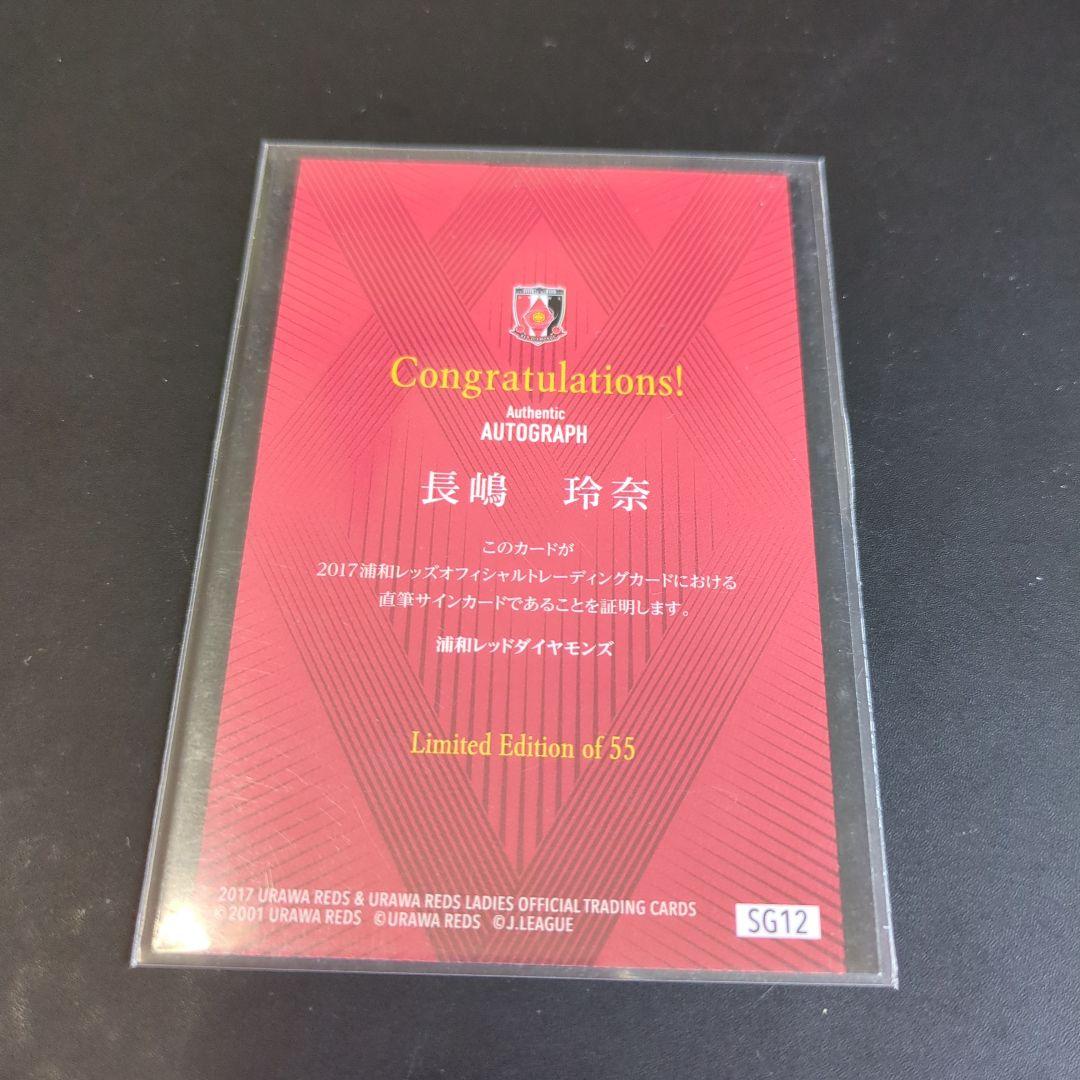 Congratulations!
Authentic
AUTOGRAPH
長嶋 玲奈
このカードが
2017浦和レッズオフィシャルトレーディングカードにおける
直筆サインカードであることを証明します。
浦和レッドダイヤモンズ
Limited Edition of 55
2017 URAWA REDS & URAWA REDS LADIES OFFICIAL TRADING CARDS
©2001 URAWA REDS ©URAWA REDS ©J.LEAGUE
SG12